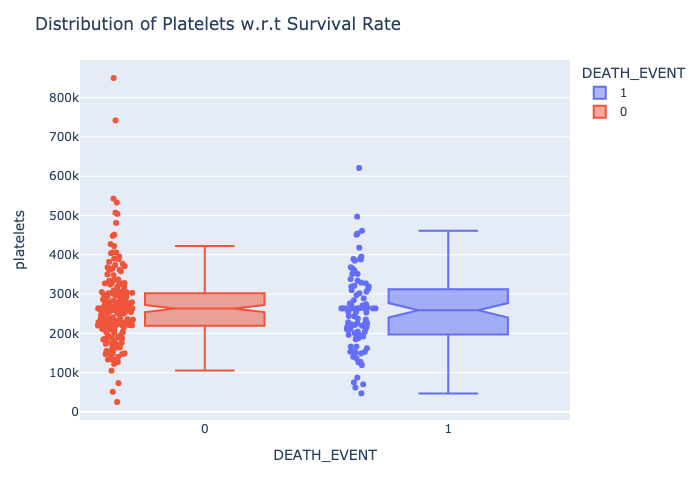 Distribution of Platelets w.r.t Survival Rate
DEATH_EVENT
1
0
platelets
800k
700k
600k
500k
400k
300k
200k
100k
0
0
1
DEATH_EVENT